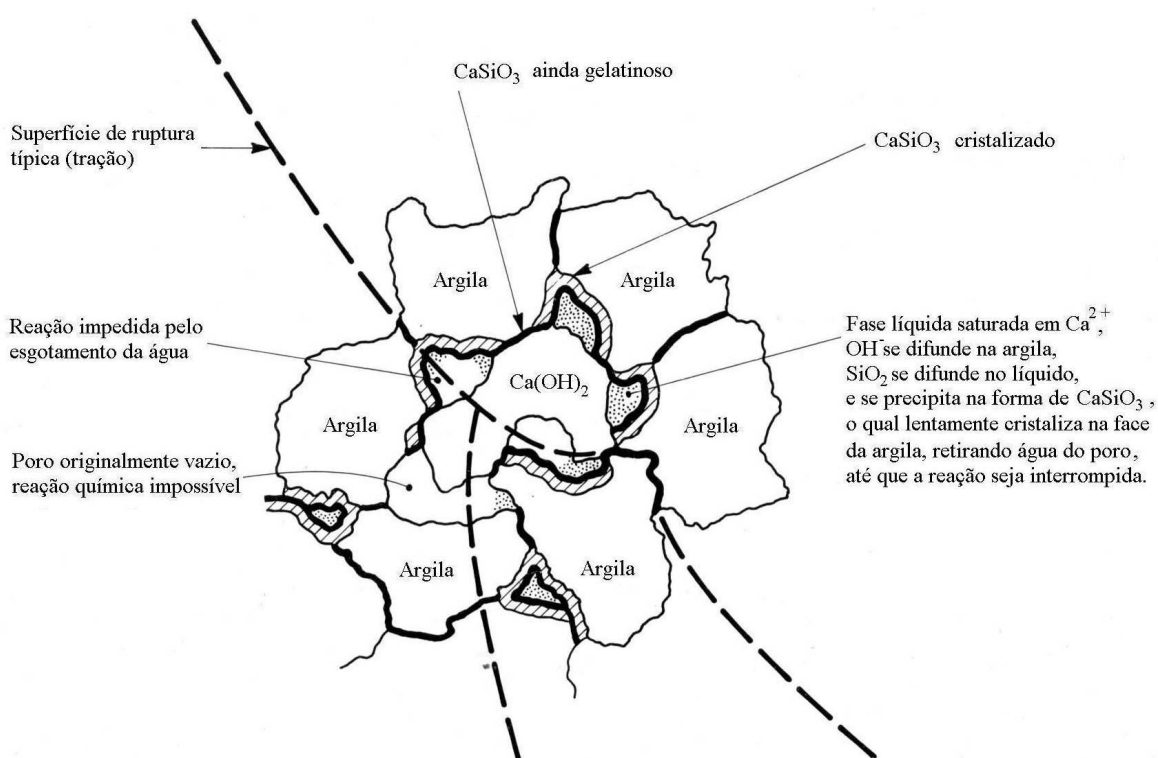 CaSiO3 ainda gelatinoso
Superfície de ruptura
típica (tração)
CaSiO3 cristalizado
Argila
Argila
Reação impedida pelo
esgotamento da água
Fase líquida saturada em Ca2+,
OH- se difunde na argila,
SiO2 se difunde no líquido,
e se precipita na forma de CaSiO3 ,
o qual lentamente cristaliza na face
da argila, retirando água do poro,
até que a reação seja interrompida.
Ca(OH)2
Argila
Argila
Poro originalmente vazio,
reação química impossível
Argila
Argila